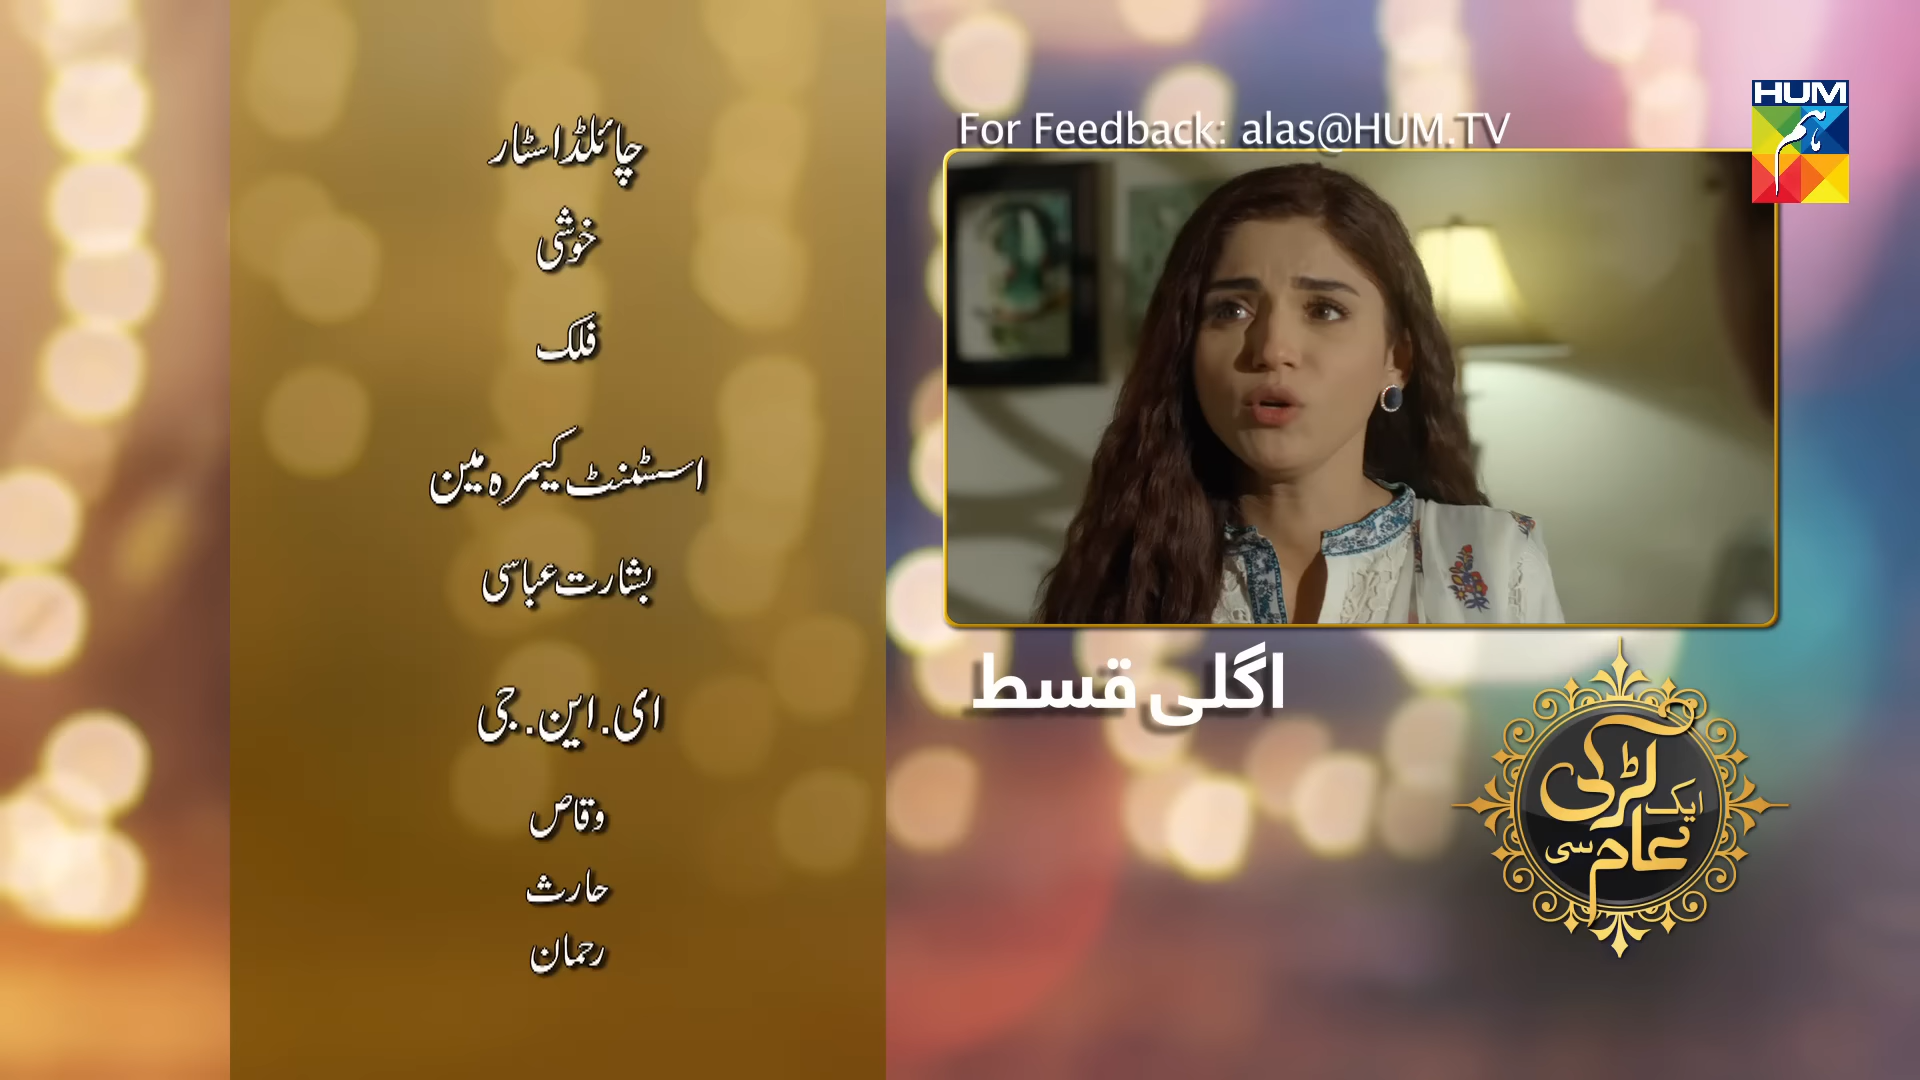 چائلڈ اسٹار
خوشی
فلک
اسسٹنٹ کیمرہ مین
بشارت عباسی
ای.این.جی
وقاص
حارث
رحمان
For Feedback: alas@HUM.TV
HUM
ہم
اگلی قسط
ایک لڑکی
عام سی